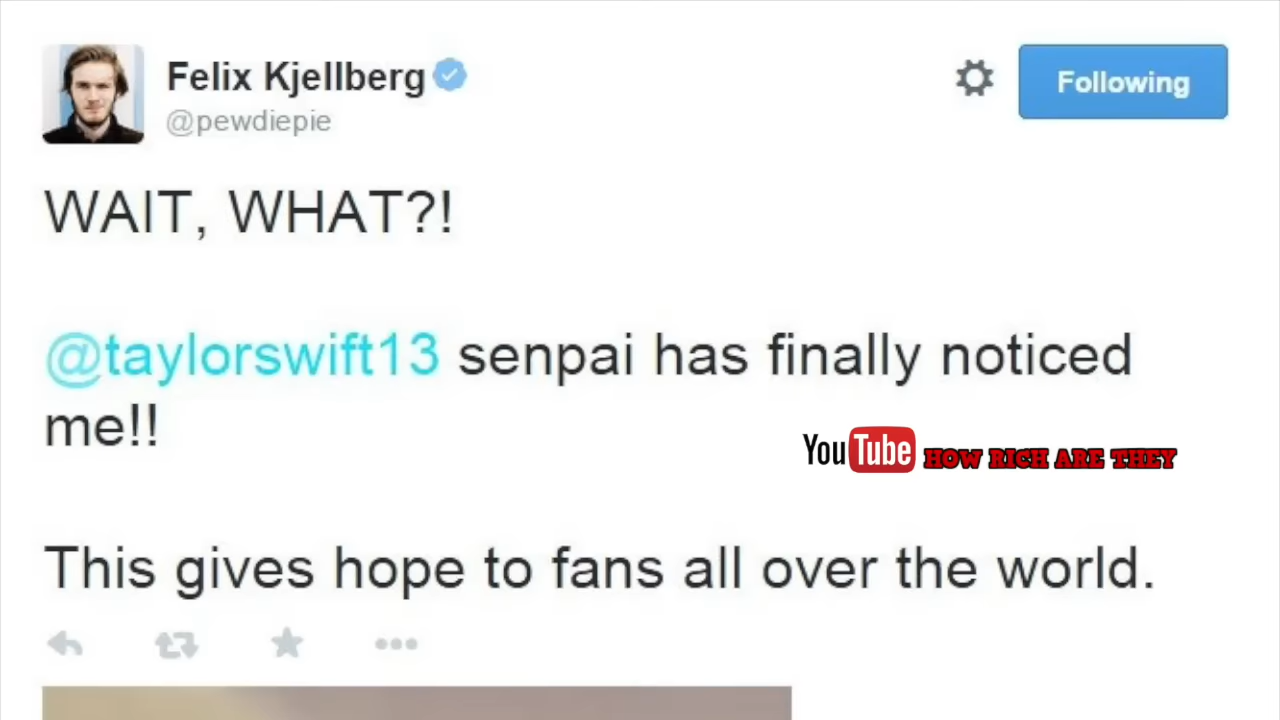 Felix Kjellberg
@pewdiepie
Following
WAIT, WHAT?!
@taylorswift13 senpai has finally noticed
me!!
YouTube HOW RICH ARE THEY
This gives hope to fans all over the world.